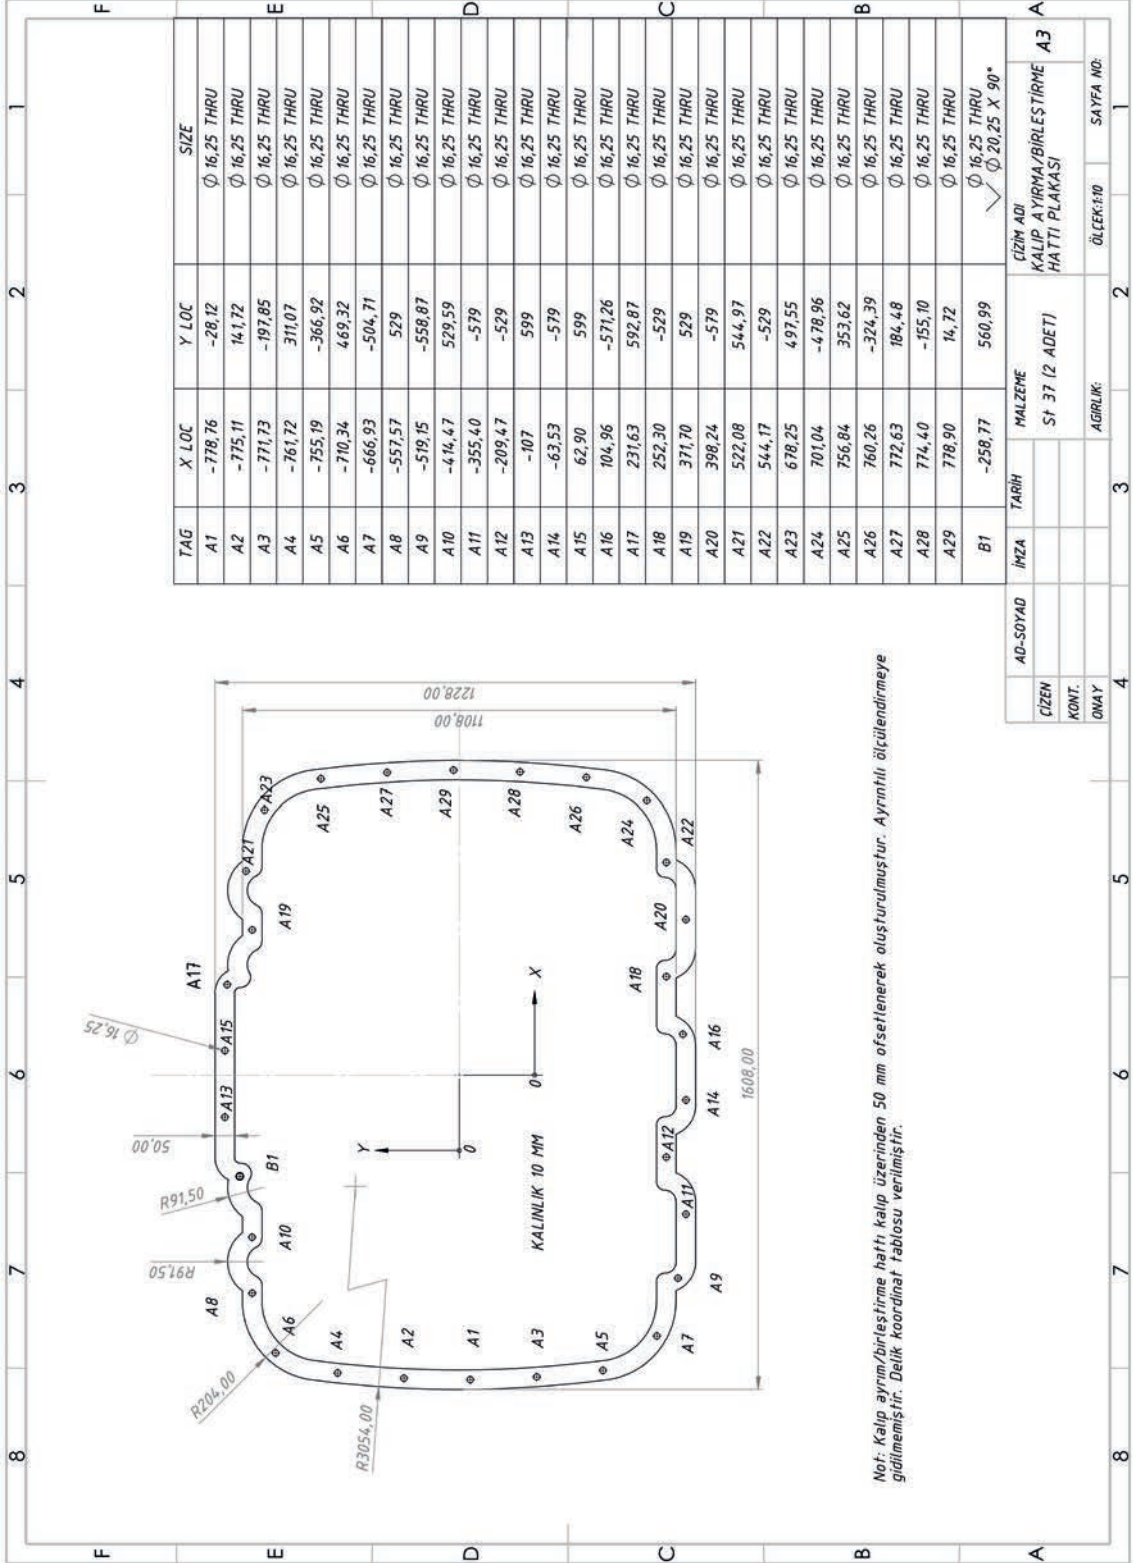 8 7 6 5 4 3 2 1
F
E
D
C
B
A
R204,00
R3054,00
R91,50
R91,50
50,00
Ø 16,25
A8
A10
B1
A13
A15
A17
A19
A21
A23
A6
A4
A2
A1
A3
A5
A7
A9
A11
A12
A14
A16
A18
A20
A22
A24
A26
A28
A29
A27
A25
Y
0
0
X
KALINLIK 10 MM
1108,00
1228,00
1608,00
Not: Kalıp ayrım/birleştirme hattı kalıp üzerinden 50 mm ofsetlenerek oluşturulmuştur. Ayrıntılı ölçülendirmeye
gidilmemiştir. Delik koordinat tablosu verilmiştir.
TAG X LOC Y LOC SIZE
A1 -778,76 -28,12 Ø 16,25 THRU
A2 -775,11 141,72 Ø 16,25 THRU
A3 -771,73 -197,85 Ø 16,25 THRU
A4 -761,72 311,07 Ø 16,25 THRU
A5 -755,19 -366,92 Ø 16,25 THRU
A6 -710,34 469,32 Ø 16,25 THRU
A7 -666,93 -504,71 Ø 16,25 THRU
A8 -557,57 529 Ø 16,25 THRU
A9 -519,15 -558,87 Ø 16,25 THRU
A10 -414,47 529,59 Ø 16,25 THRU
A11 -355,40 -579 Ø 16,25 THRU
A12 -209,47 -529 Ø 16,25 THRU
A13 -107 599 Ø 16,25 THRU
A14 -63,53 -579 Ø 16,25 THRU
A15 62,90 599 Ø 16,25 THRU
A16 104,96 -571,26 Ø 16,25 THRU
A17 231,63 592,87 Ø 16,25 THRU
A18 252,30 -529 Ø 16,25 THRU
A19 371,70 529 Ø 16,25 THRU
A20 398,24 -579 Ø 16,25 THRU
A21 522,08 544,97 Ø 16,25 THRU
A22 544,17 -529 Ø 16,25 THRU
A23 678,25 497,55 Ø 16,25 THRU
A24 701,04 -478,96 Ø 16,25 THRU
A25 756,84 353,62 Ø 16,25 THRU
A26 760,26 -324,39 Ø 16,25 THRU
A27 772,63 184,48 Ø 16,25 THRU
A28 774,40 -155,10 Ø 16,25 THRU
A29 778,90 14,72 Ø 16,25 THRU
B1 -258,77 560,99 Ø 16,25 THRU
⌵ Ø 20,25 X 90°
AD-SOYAD İMZA TARİH
ÇİZEN
KONT.
ONAY
MALZEME
St 37 (2 ADET)
AGIRLIK:
ÇİZİM ADI
KALIP AYIRMA/BİRLEŞTİRME
HATTI PLAKASI
A3
ÖLÇEK:1:10
SAYFA NO:
F
E
D
C
B
A
8 7 6 5 4 3 2 1